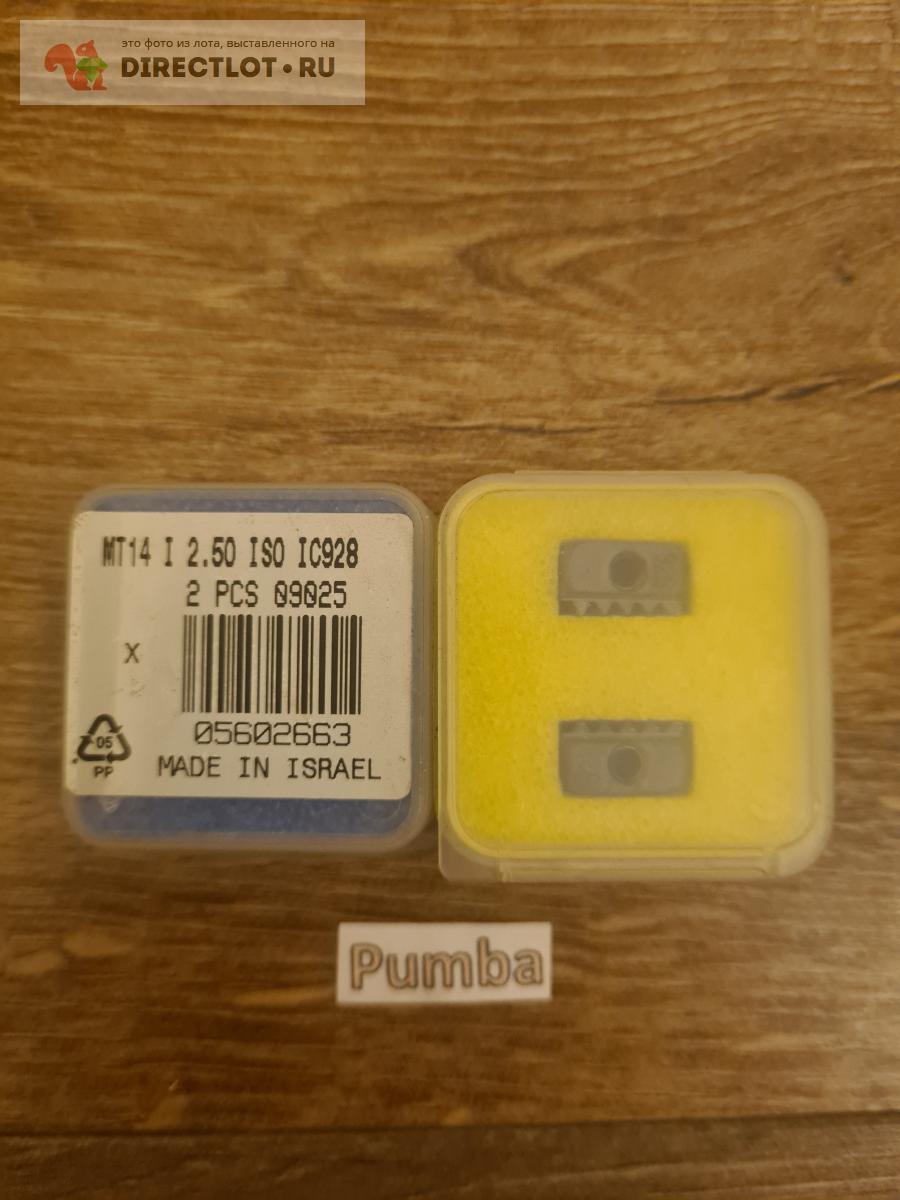 это фото из лота, выставленного на
DIRECTLOT•RU
MT14 I 2.50 ISO IC928
2 PCS 09025
X
05602663
05
PP
MADE IN ISRAEL
Pumba